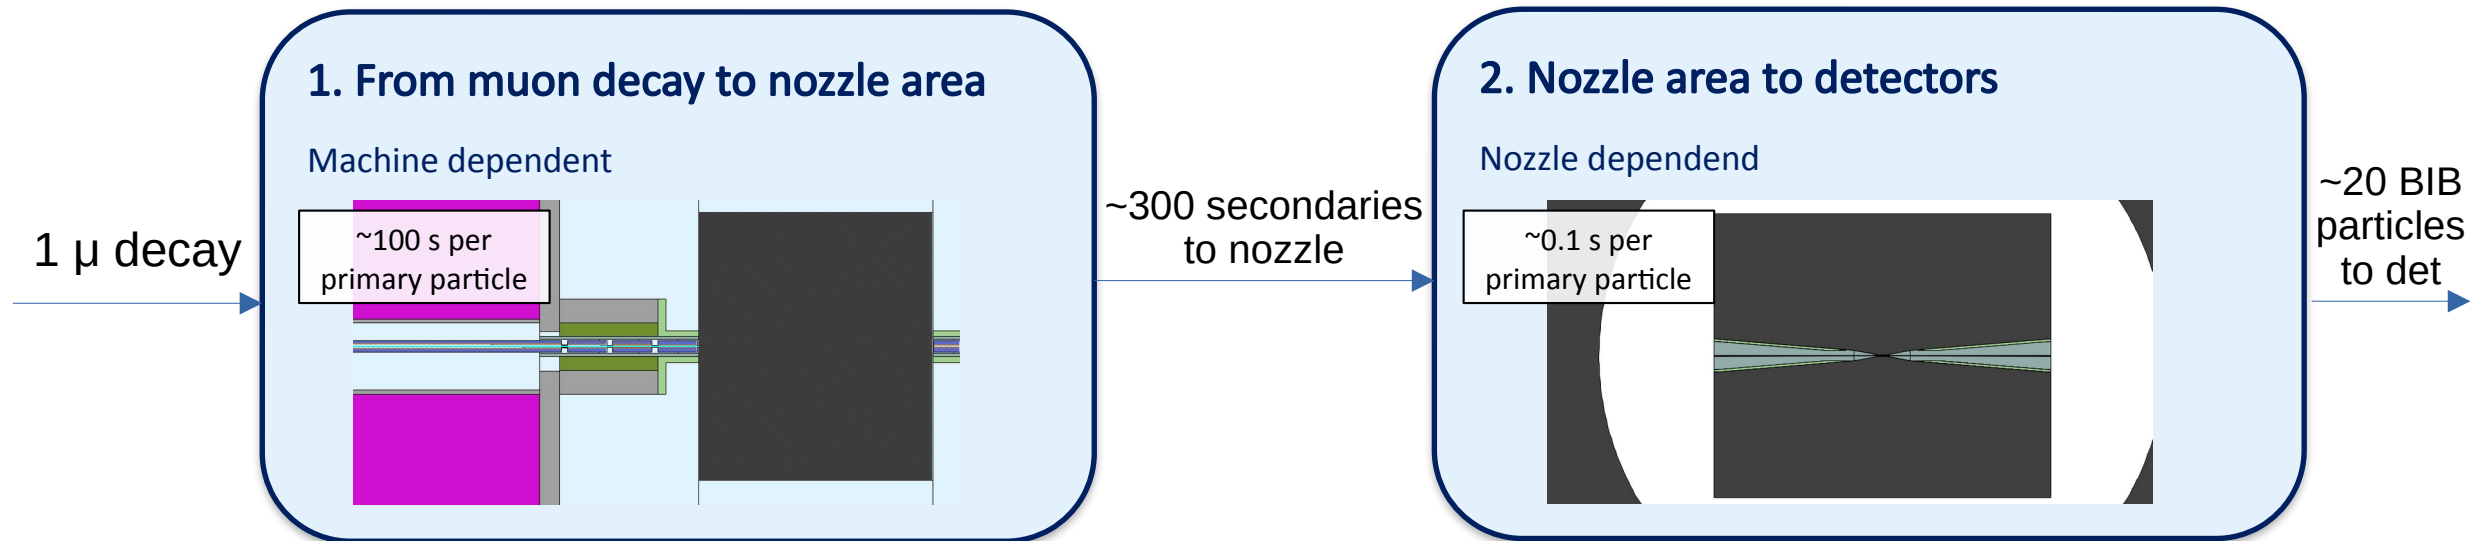 1 μ decay
1. From muon decay to nozzle area
Machine dependent
~100 s per
primary particle
~300 secondaries
to nozzle
2. Nozzle area to detectors
Nozzle dependend
~0.1 s per
primary particle
~20 BIB
particles
to det